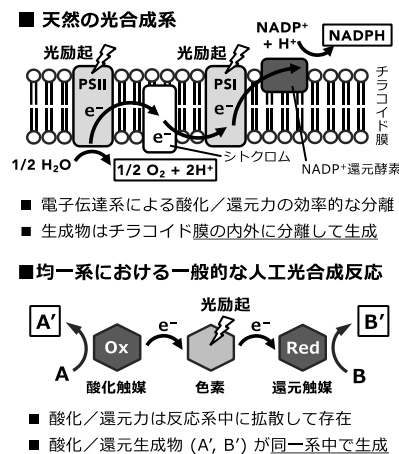 ■ 天然の光合成系
NADP⁺
+ H⁺
NADPH
光励起
光励起
PSII
PSI
e⁻
e⁻
e⁻
チラコイド膜
シトクロム
1/2 H₂O
1/2 O₂ + 2H⁺
NADP⁺還元酵素
■ 電子伝達系による酸化／還元力の効率的な分離
■ 生成物はチラコイド膜の内外に分離して生成
■均一系における一般的な人工光合成反応
光励起
A′
e⁻
e⁻
B′
Ox
Red
A
酸化触媒
色素
還元触媒
B
■ 酸化／還元力は反応系中に拡散して存在
■ 酸化／還元生成物 (A′, B′) が同一系中で生成